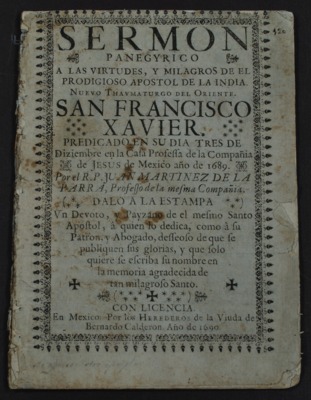 SERMON
PANEGYRICO
A LAS VIRTUDES, Y MILAGROS DE EL
PRODIGIOSO APOSTOL DE LA INDIA
NUEVO THAUMATURGO DEL ORIENTE.
SAN FRANCISCO
XAVIER.
PREDICADO EN SU DIA TRES DE
Diziembre en la Casa Professa de la Compañia
de JESUS de Mexico año de 1689.
Por el R.P. JUAN MARTINEZ DE LA
PARRA, Professo de la mesma Compañia.
DALO A LA ESTAMPA
Vn Devoto, y Payzano de el mesmo Santo
Apostol, à quien lo dedica, como à su
Patron, y Abogado, desseoso de que se
publiquen sus glorias, y que solo
quiere se escriba su nombre en
la memoria agradecida de
tan milagroso Santo.
CON LICENCIA
En Mexico: Por los HEREDEROS de la Viuda de
Bernardo Calderon. Año de 1690